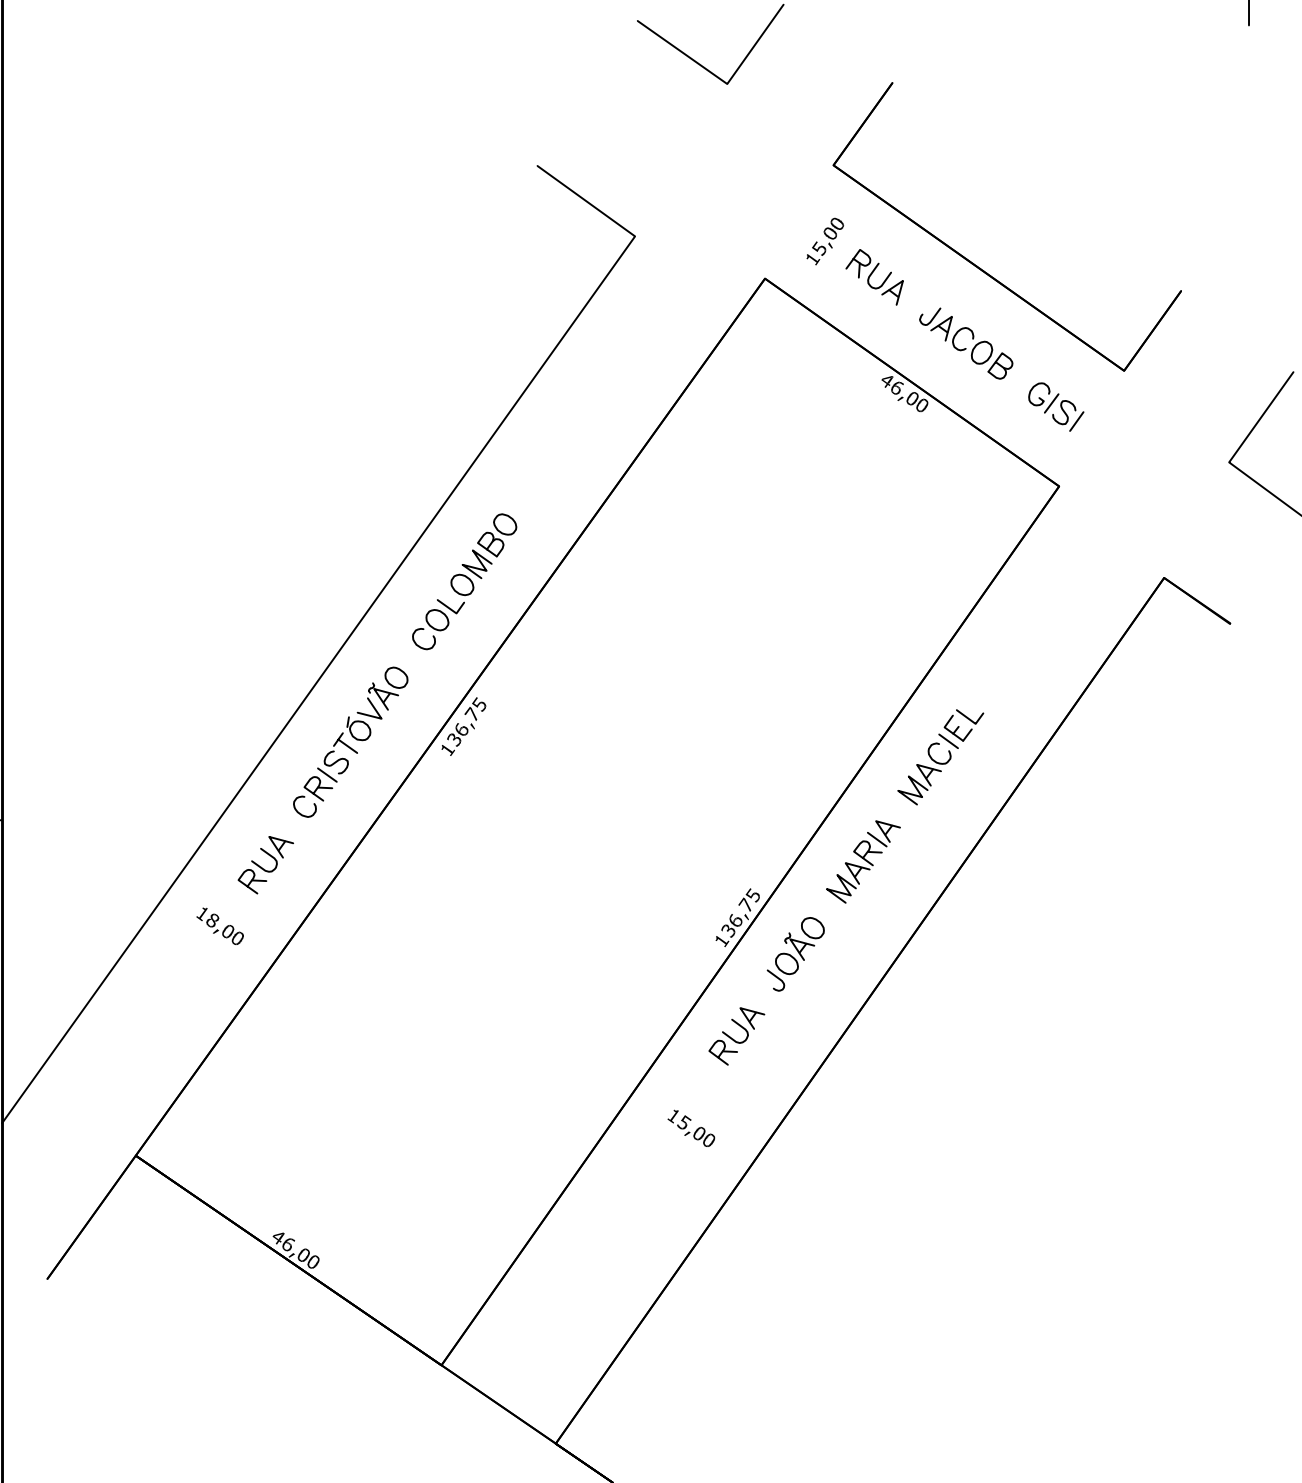 15,00
RUA JACOB GISI
46,00
RUA CRISTÓVÃO COLOMBO
136,75
18,00
136,75
RUA JOÃO MARIA MACIEL
15,00
46,00